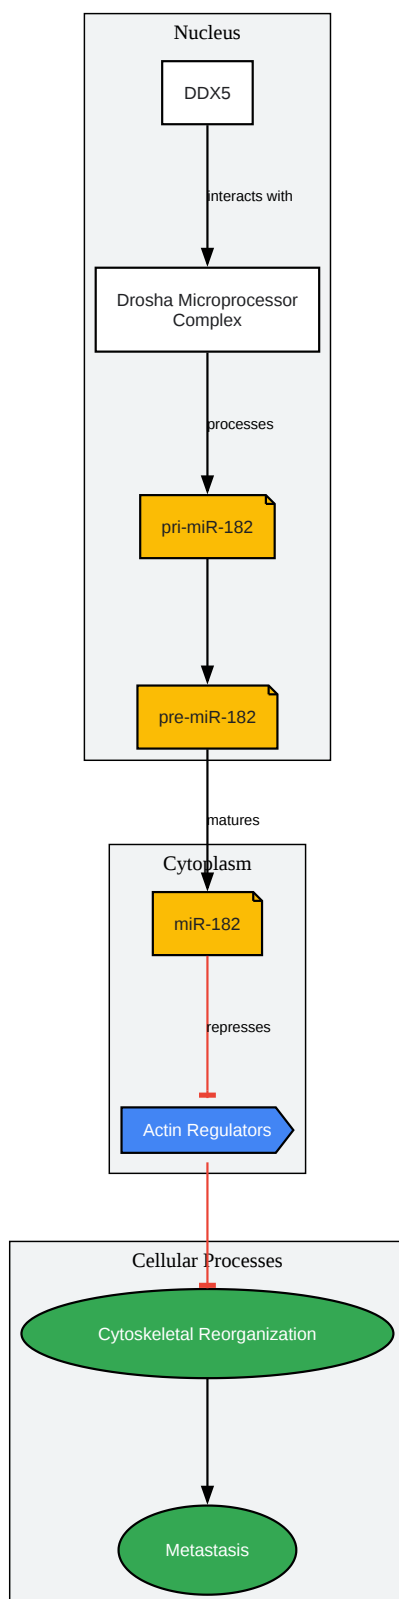 Nucleus
DDX5
interacts with
Drosha Microprocessor
Complex
processes
pri-miR-182
pre-miR-182
matures
Cytoplasm
miR-182
represses
Actin Regulators
Cellular Processes
Cytoskeletal Reorganization
Metastasis